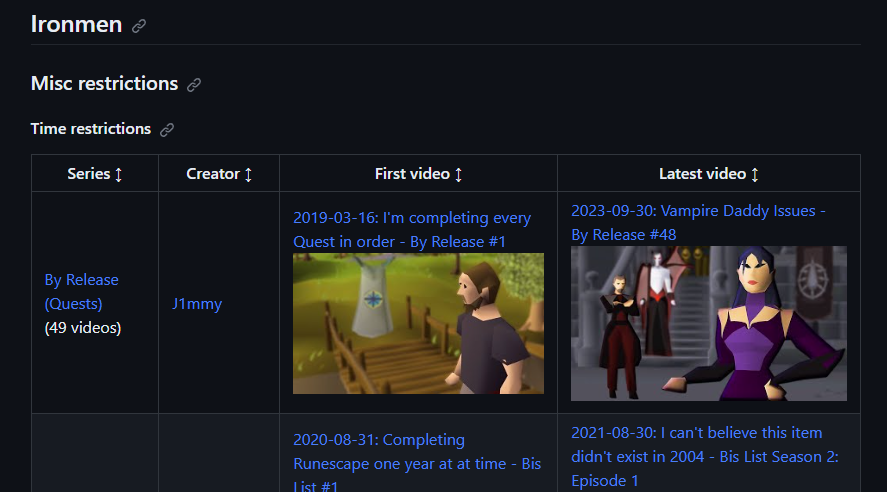 Ironmen
Misc restrictions
Time restrictions
Series ↕ Creator ↕ First video ↕ Latest video ↕
By Release
(Quests)
(49 videos)
J1mmy
2019-03-16: I'm completing every
Quest in order - By Release #1
2023-09-30: Vampire Daddy Issues -
By Release #48
2020-08-31: Completing
Runescape one year at at time - Bis
List #1
2021-08-30: I can't believe this item
didn't exist in 2004 - Bis List Season 2:
Episode 1